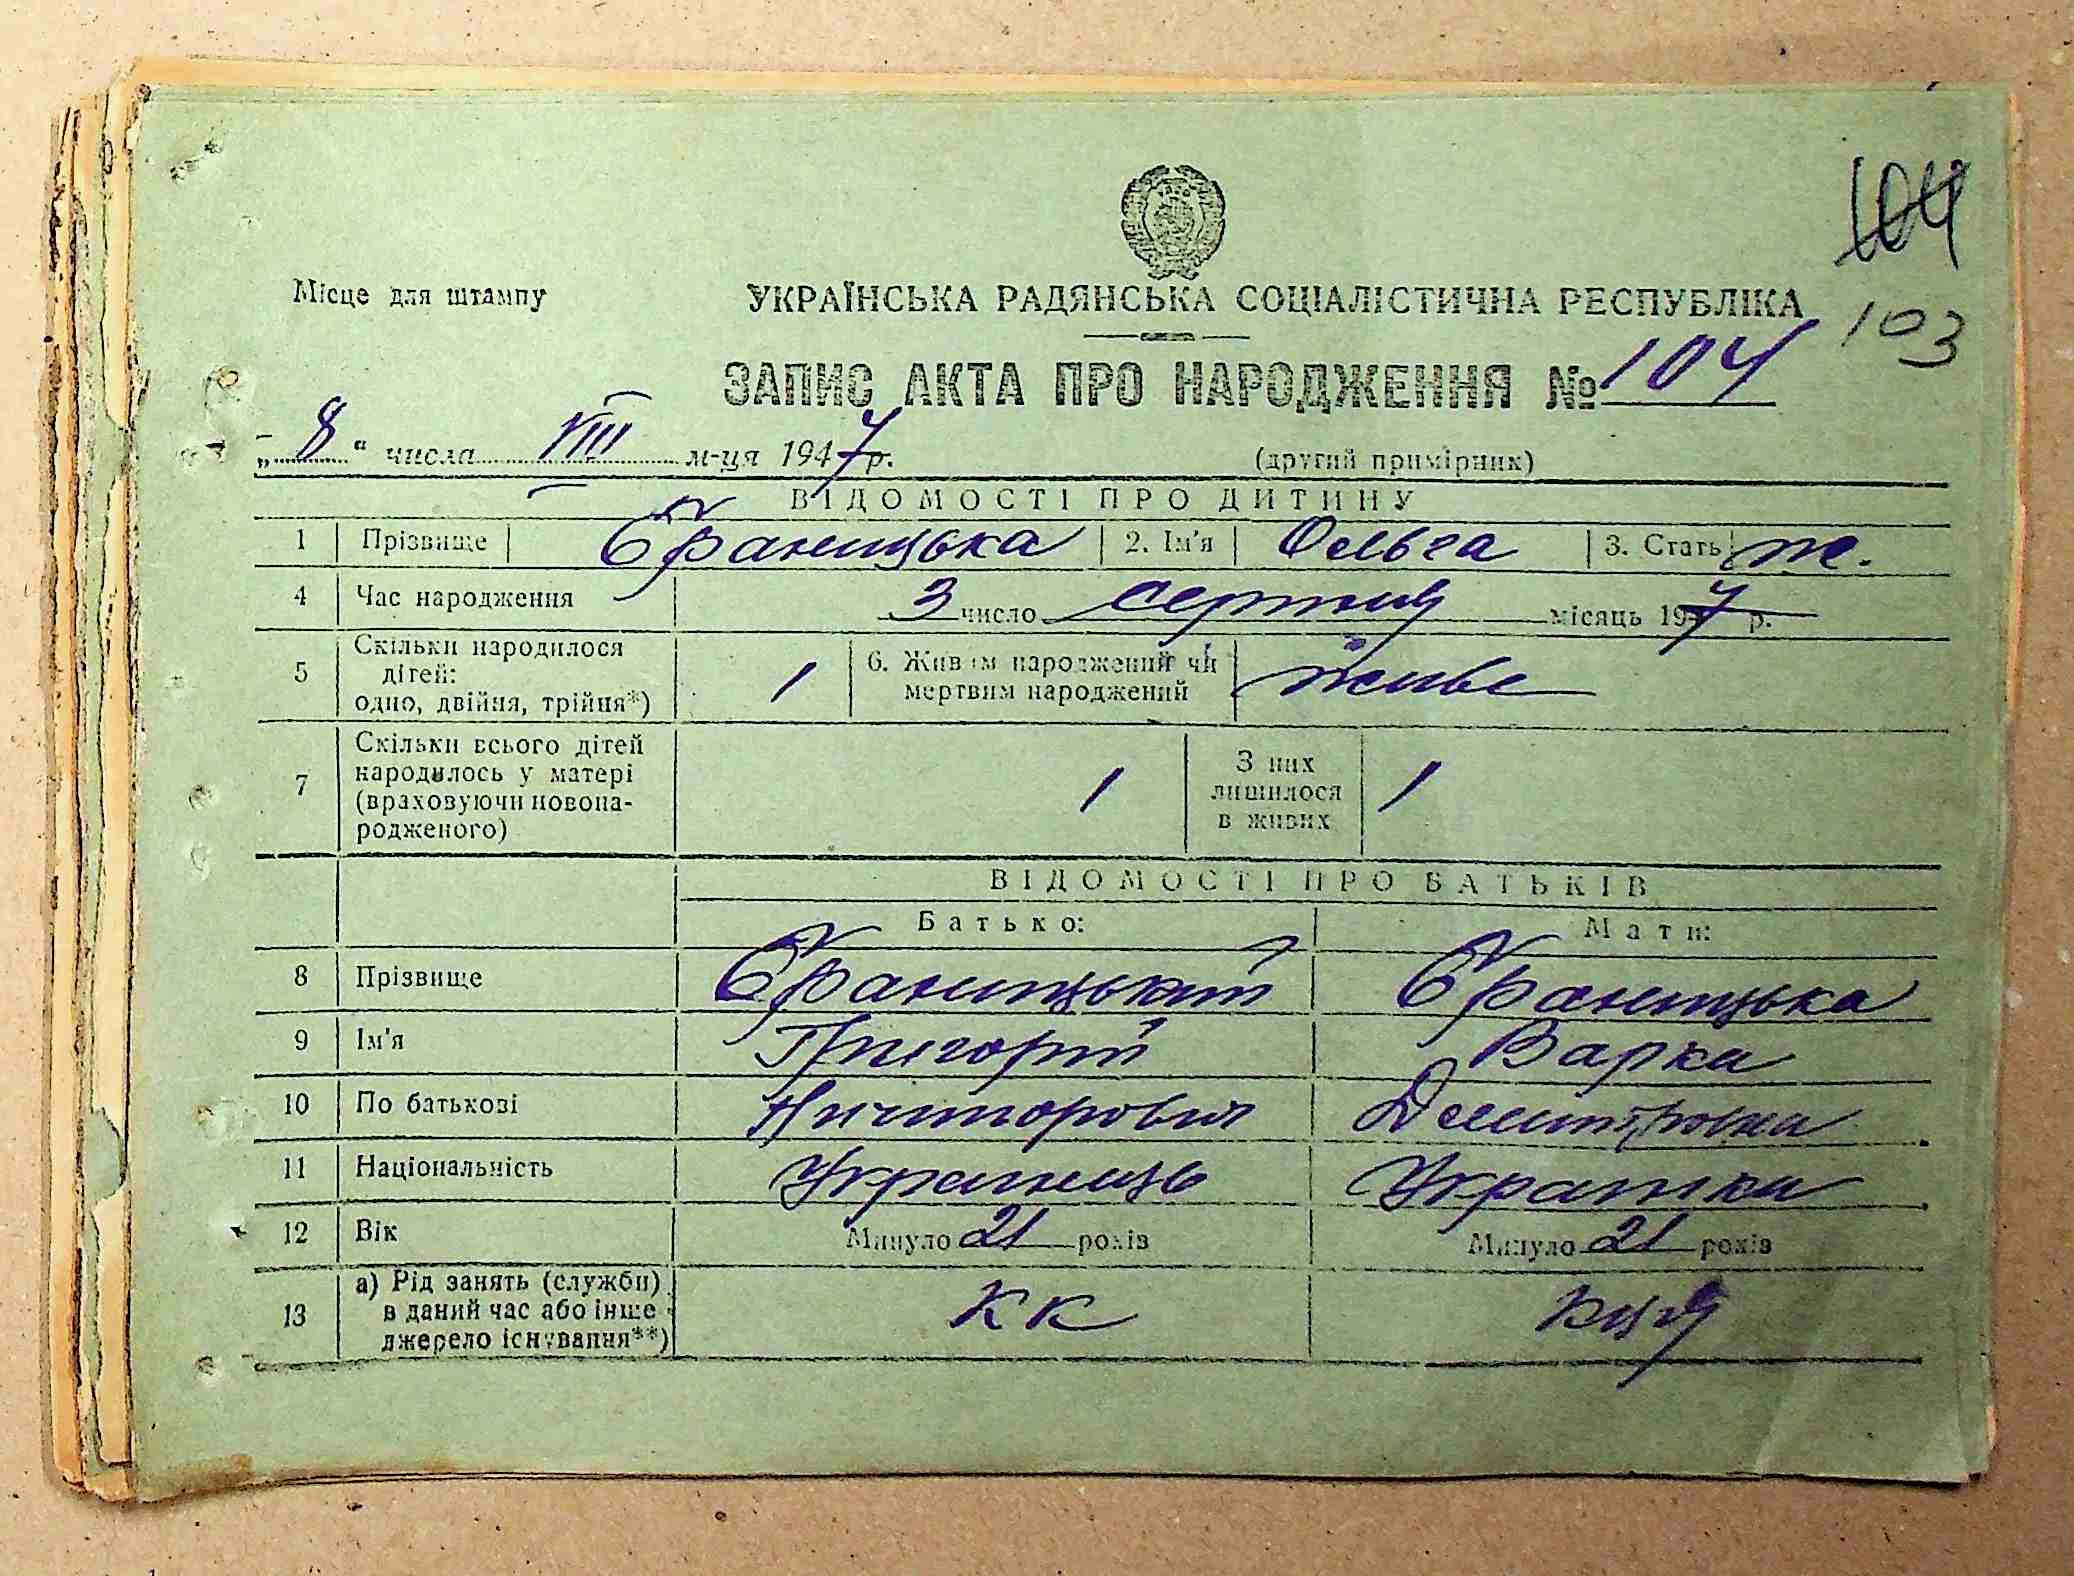 104
103
Місце для штампу
УКРАЇНСЬКА РАДЯНСЬКА СОЦІАЛІСТИЧНА РЕСПУБЛІКА
ЗАПИС АКТА ПРО НАРОДЖЕННЯ № 104
„8“ числа VIII м-ця 1947 р. (другий примірник)
ВІДОМОСТІ ПРО ДИТИНУ
1 Прізвище 2. Ім'я Ольга 3. Стать ж.
4 Час народження 3 число серпня місяць 1947 р.
5 Скільки народилося дітей: одно, двійня, трійня*) 1 6. Живим народжений чи мертвим народжений живе
7 Скільки всього дітей народилось у матері (враховуючи новонародженого) 1 З них лишилося в живих 1
ВІДОМОСТІ ПРО БАТЬКІВ
Батько: Мати:
8 Прізвище
9 Ім'я Григорій Варка
10 По батькові Ничипорович Дмитрівна
11 Національність Українець Українка
12 Вік Минуло 21 років Минуло 21 років
13 а) Рід занять (служби) в даний час або інше джерело існування**) КК